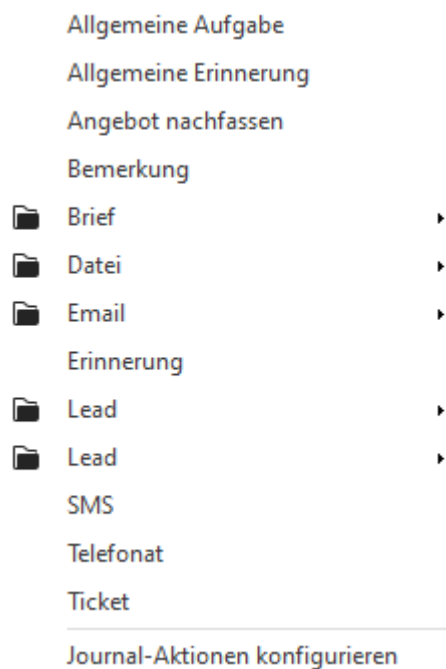 Allgemeine Aufgabe
Allgemeine Erinnerung
Angebot nachfassen
Bemerkung
Brief
Datei
Email
Erinnerung
Lead
Lead
SMS
Telefonat
Ticket
Journal-Aktionen konfigurieren